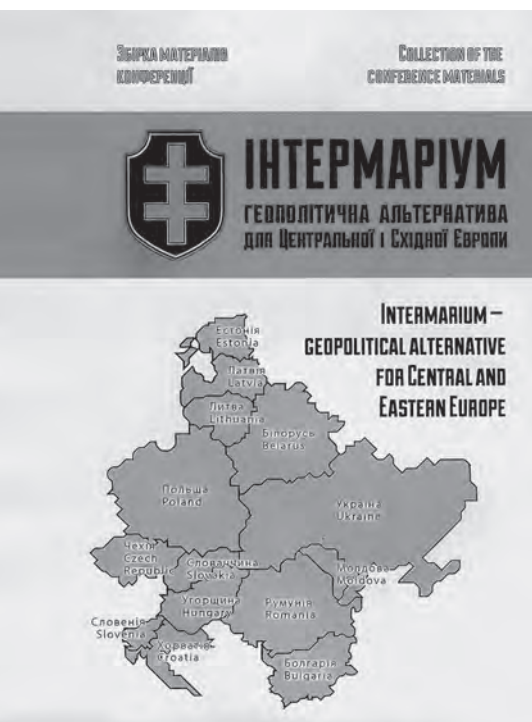 Збірка матеріалів
конференції
Collection of the
conference materials
ІНТЕРМАРІУМ
геополітична альтернатива
для Центральної і Східної Європи
Intermarium –
geopolitical alternative
for Central and
Eastern Europe
Естонія
Estonia
Латвія
Latvia
Литва
Lithuania
Білорусь
Belarus
Польща
Poland
Україна
Ukraine
Чехія
Czech
Republic
Словаччина
Slovakia
Молдова
Moldova
Угорщина
Hungary
Румунія
Romania
Словенія
Slovenia
Хорватія
Croatia
Болгарія
Bulgaria